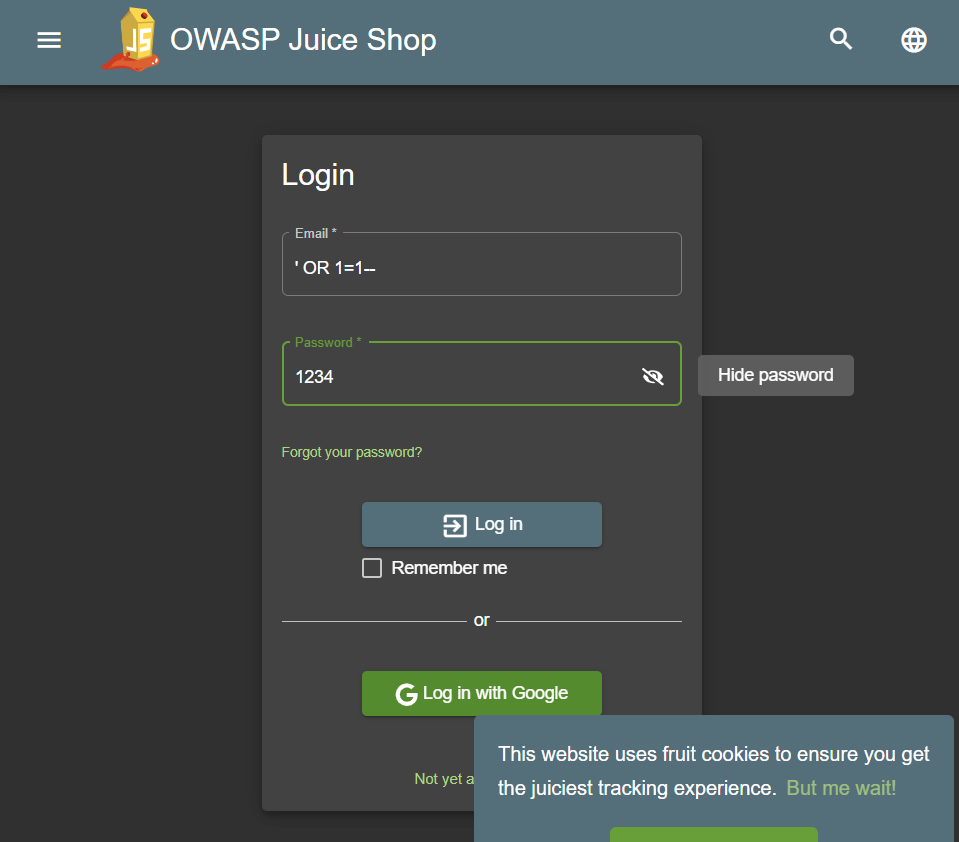 JS
OWASP Juice Shop
Login
Email *
' OR 1=1--
Password *
1234
Hide password
Forgot your password?
Log in
Remember me
or
G Log in with Google
This website uses fruit cookies to ensure you get
the juiciest tracking experience. But me wait!
Not yet a